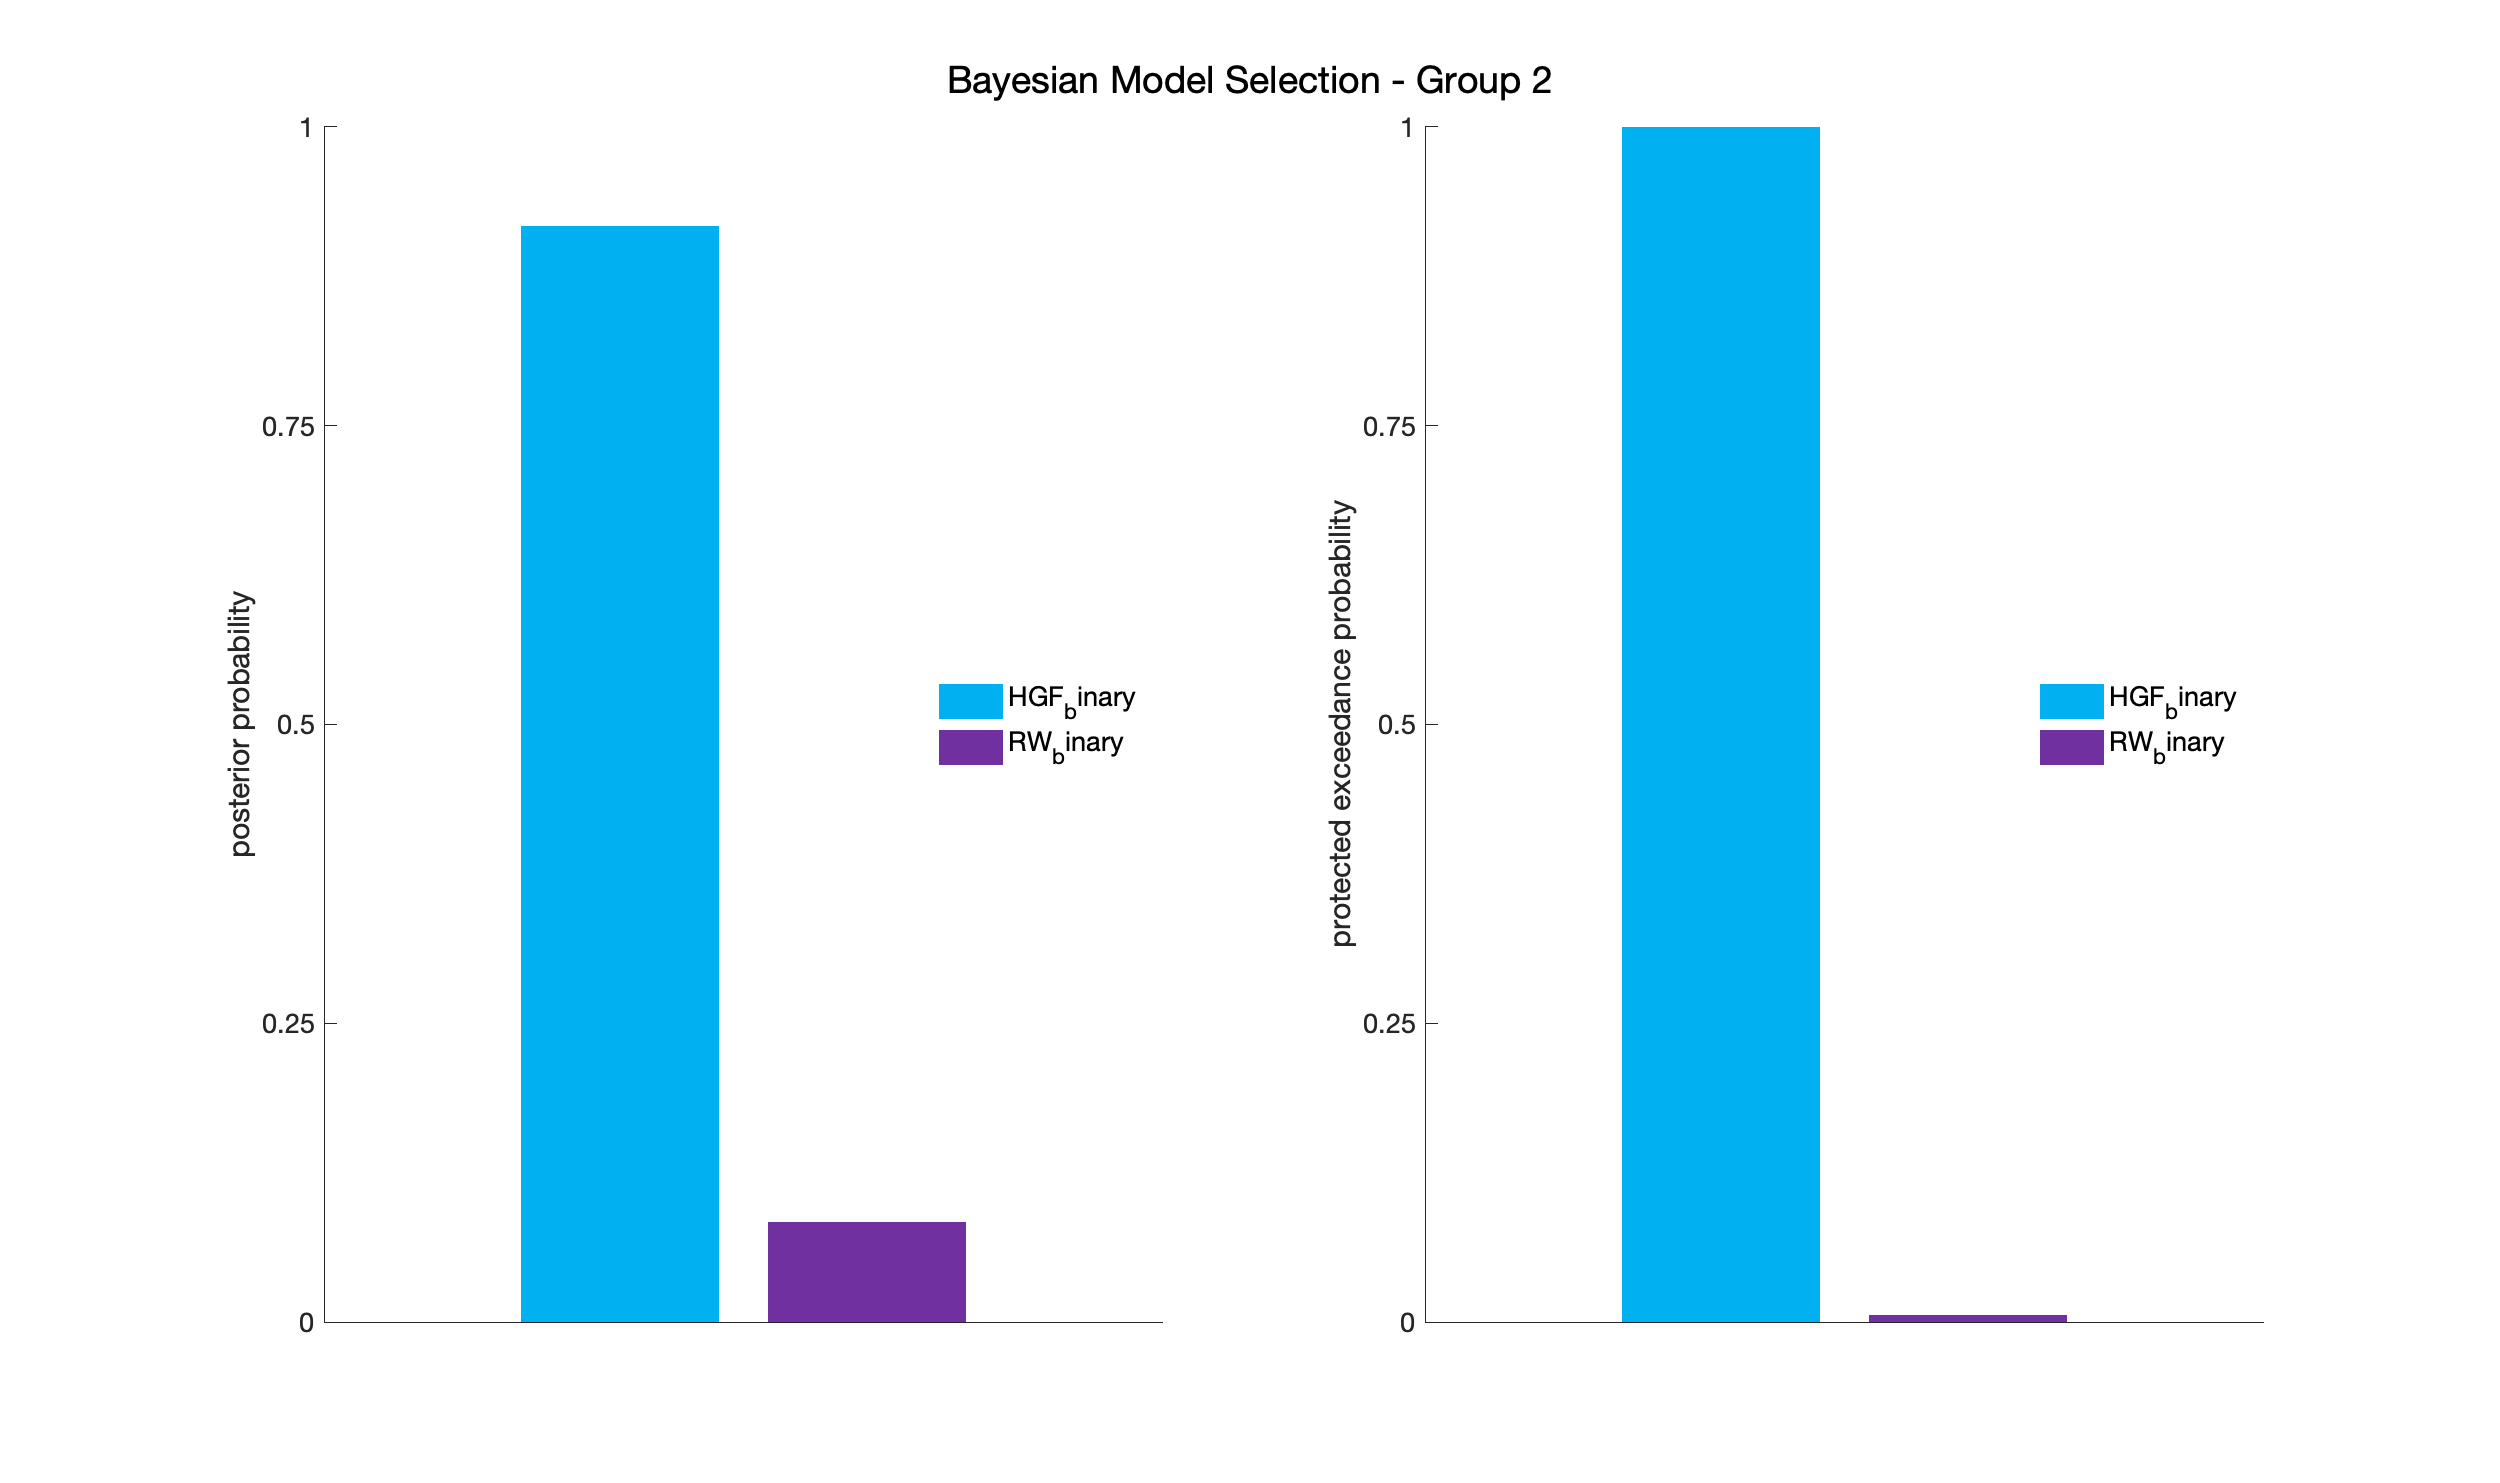 Bayesian Model Selection - Group 2
1
0.75
0.5
0.25
0
posterior probability
HGF_binary
RW_binary
1
0.75
0.5
0.25
0
protected exceedance probability
HGF_binary
RW_binary